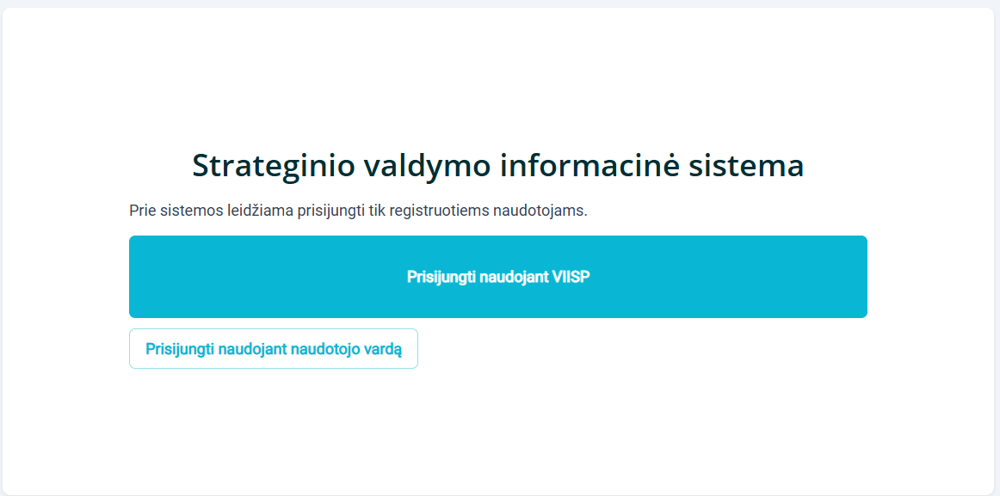 Strateginio valdymo informacinė sistema
Prie sistemos leidžiama prisijungti tik registruotiems naudotojams.
Prisijungti naudojant VIISP
Prisijungti naudojant naudotojo vardą